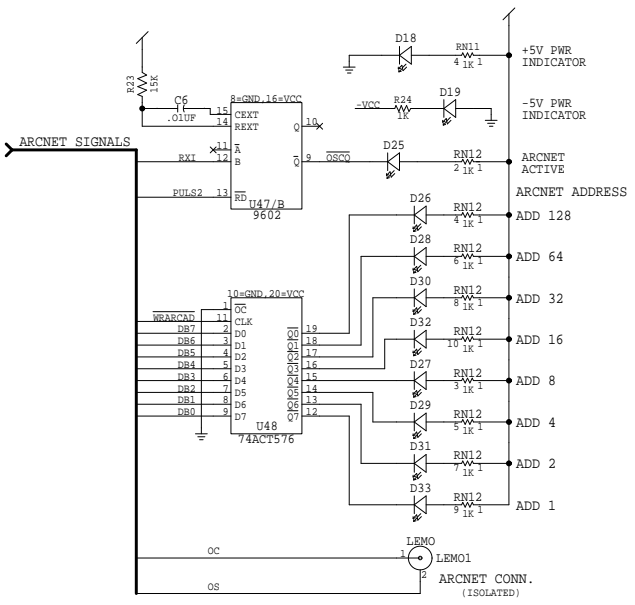 D18
RN11
4 1K 1
+5V PWR
INDICATOR
R23
15K
C6
.01UF
8=GND,16=VCC
D19
-VCC R24
1K
-5V PWR
INDICATOR
15 CEXT
14 REXT
Q 10
ARCNET SIGNALS
11 A
RXI 12 B
Q 9 OSCQ
D25
RN12
2 1K 1
ARCNET
ACTIVE
PULS2 13 RD
U47/B
9602
ARCNET ADDRESS
D26
RN12
4 1K 1
ADD 128
D28
RN12
6 1K 1
ADD 64
D30
RN12
8 1K 1
ADD 32
D32
RN12
10 1K 1
ADD 16
D27
RN12
3 1K 1
ADD 8
D29
RN12
5 1K 1
ADD 4
D31
RN12
7 1K 1
ADD 2
D33
RN12
9 1K 1
ADD 1
10=GND,20=VCC
1 OC
WRARCAD 11 CLK
DB7 2 D0 Q0 19
DB6 3 D1 Q1 18
DB5 4 D2 Q2 17
DB4 5 D3 Q3 16
DB3 6 D4 Q4 15
DB2 7 D5 Q5 14
DB1 8 D6 Q6 13
DB0 9 D7 Q7 12
U48
74ACT576
LEMO
OC 1 LEMO1
OS 2
ARCNET CONN.
(ISOLATED)